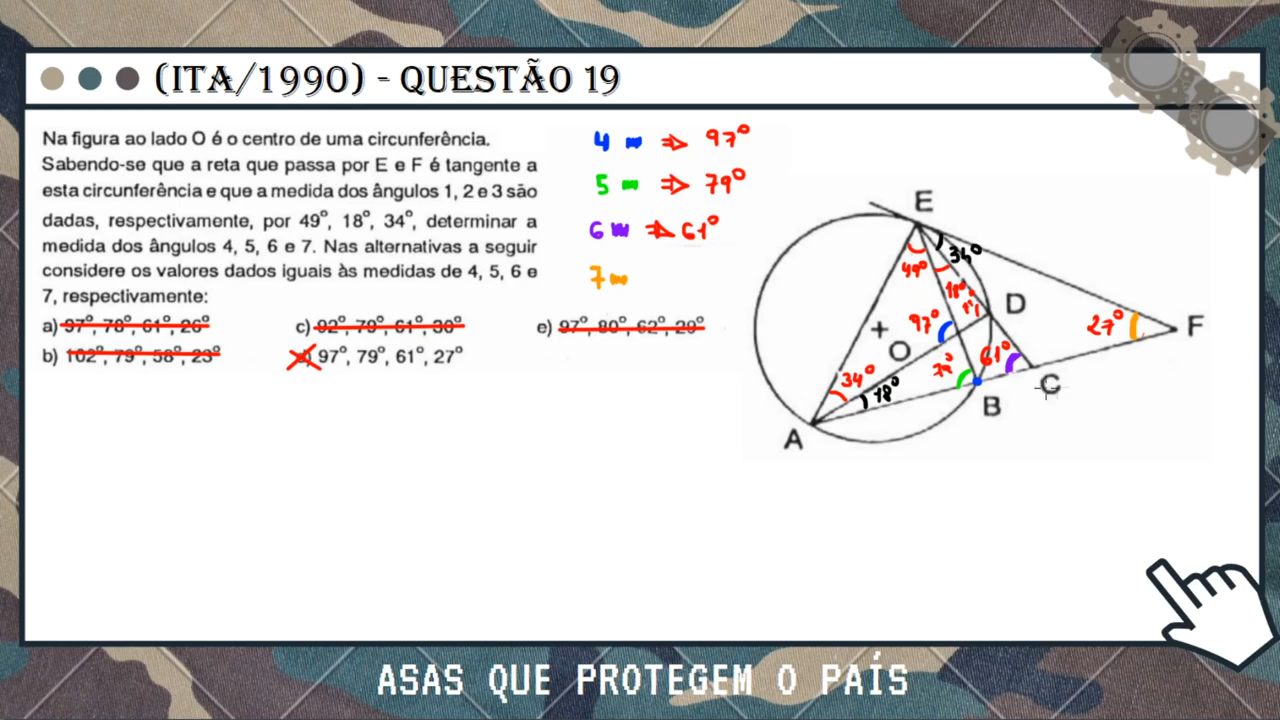 (ITA/1990) - QUESTÃO 19
Na figura ao lado O é o centro de uma circunferência.
Sabendo-se que a reta que passa por E e F é tangente a
esta circunferência e que a medida dos ângulos 1, 2 e 3 são
dadas, respectivamente, por 49°, 18°, 34°, determinar a
medida dos ângulos 4, 5, 6 e 7. Nas alternativas a seguir
considere os valores dados iguais às medidas de 4, 5, 6 e
7, respectivamente:
a) 97°, 78°, 61°, 26°
c) 92°, 79°, 61°, 30°
e) 97°, 80°, 62°, 29°
b) 102°, 79°, 58°, 23°
97°, 79°, 61°, 27°
4 ⇒ 97°
5 ⇒ 79°
6 ⇒ 61°
7
E
34°
49°
18°
D
97°
27°
F
O
61°
79°
34°
18°
C
B
A
ASAS QUE PROTEGEM O PAÍS